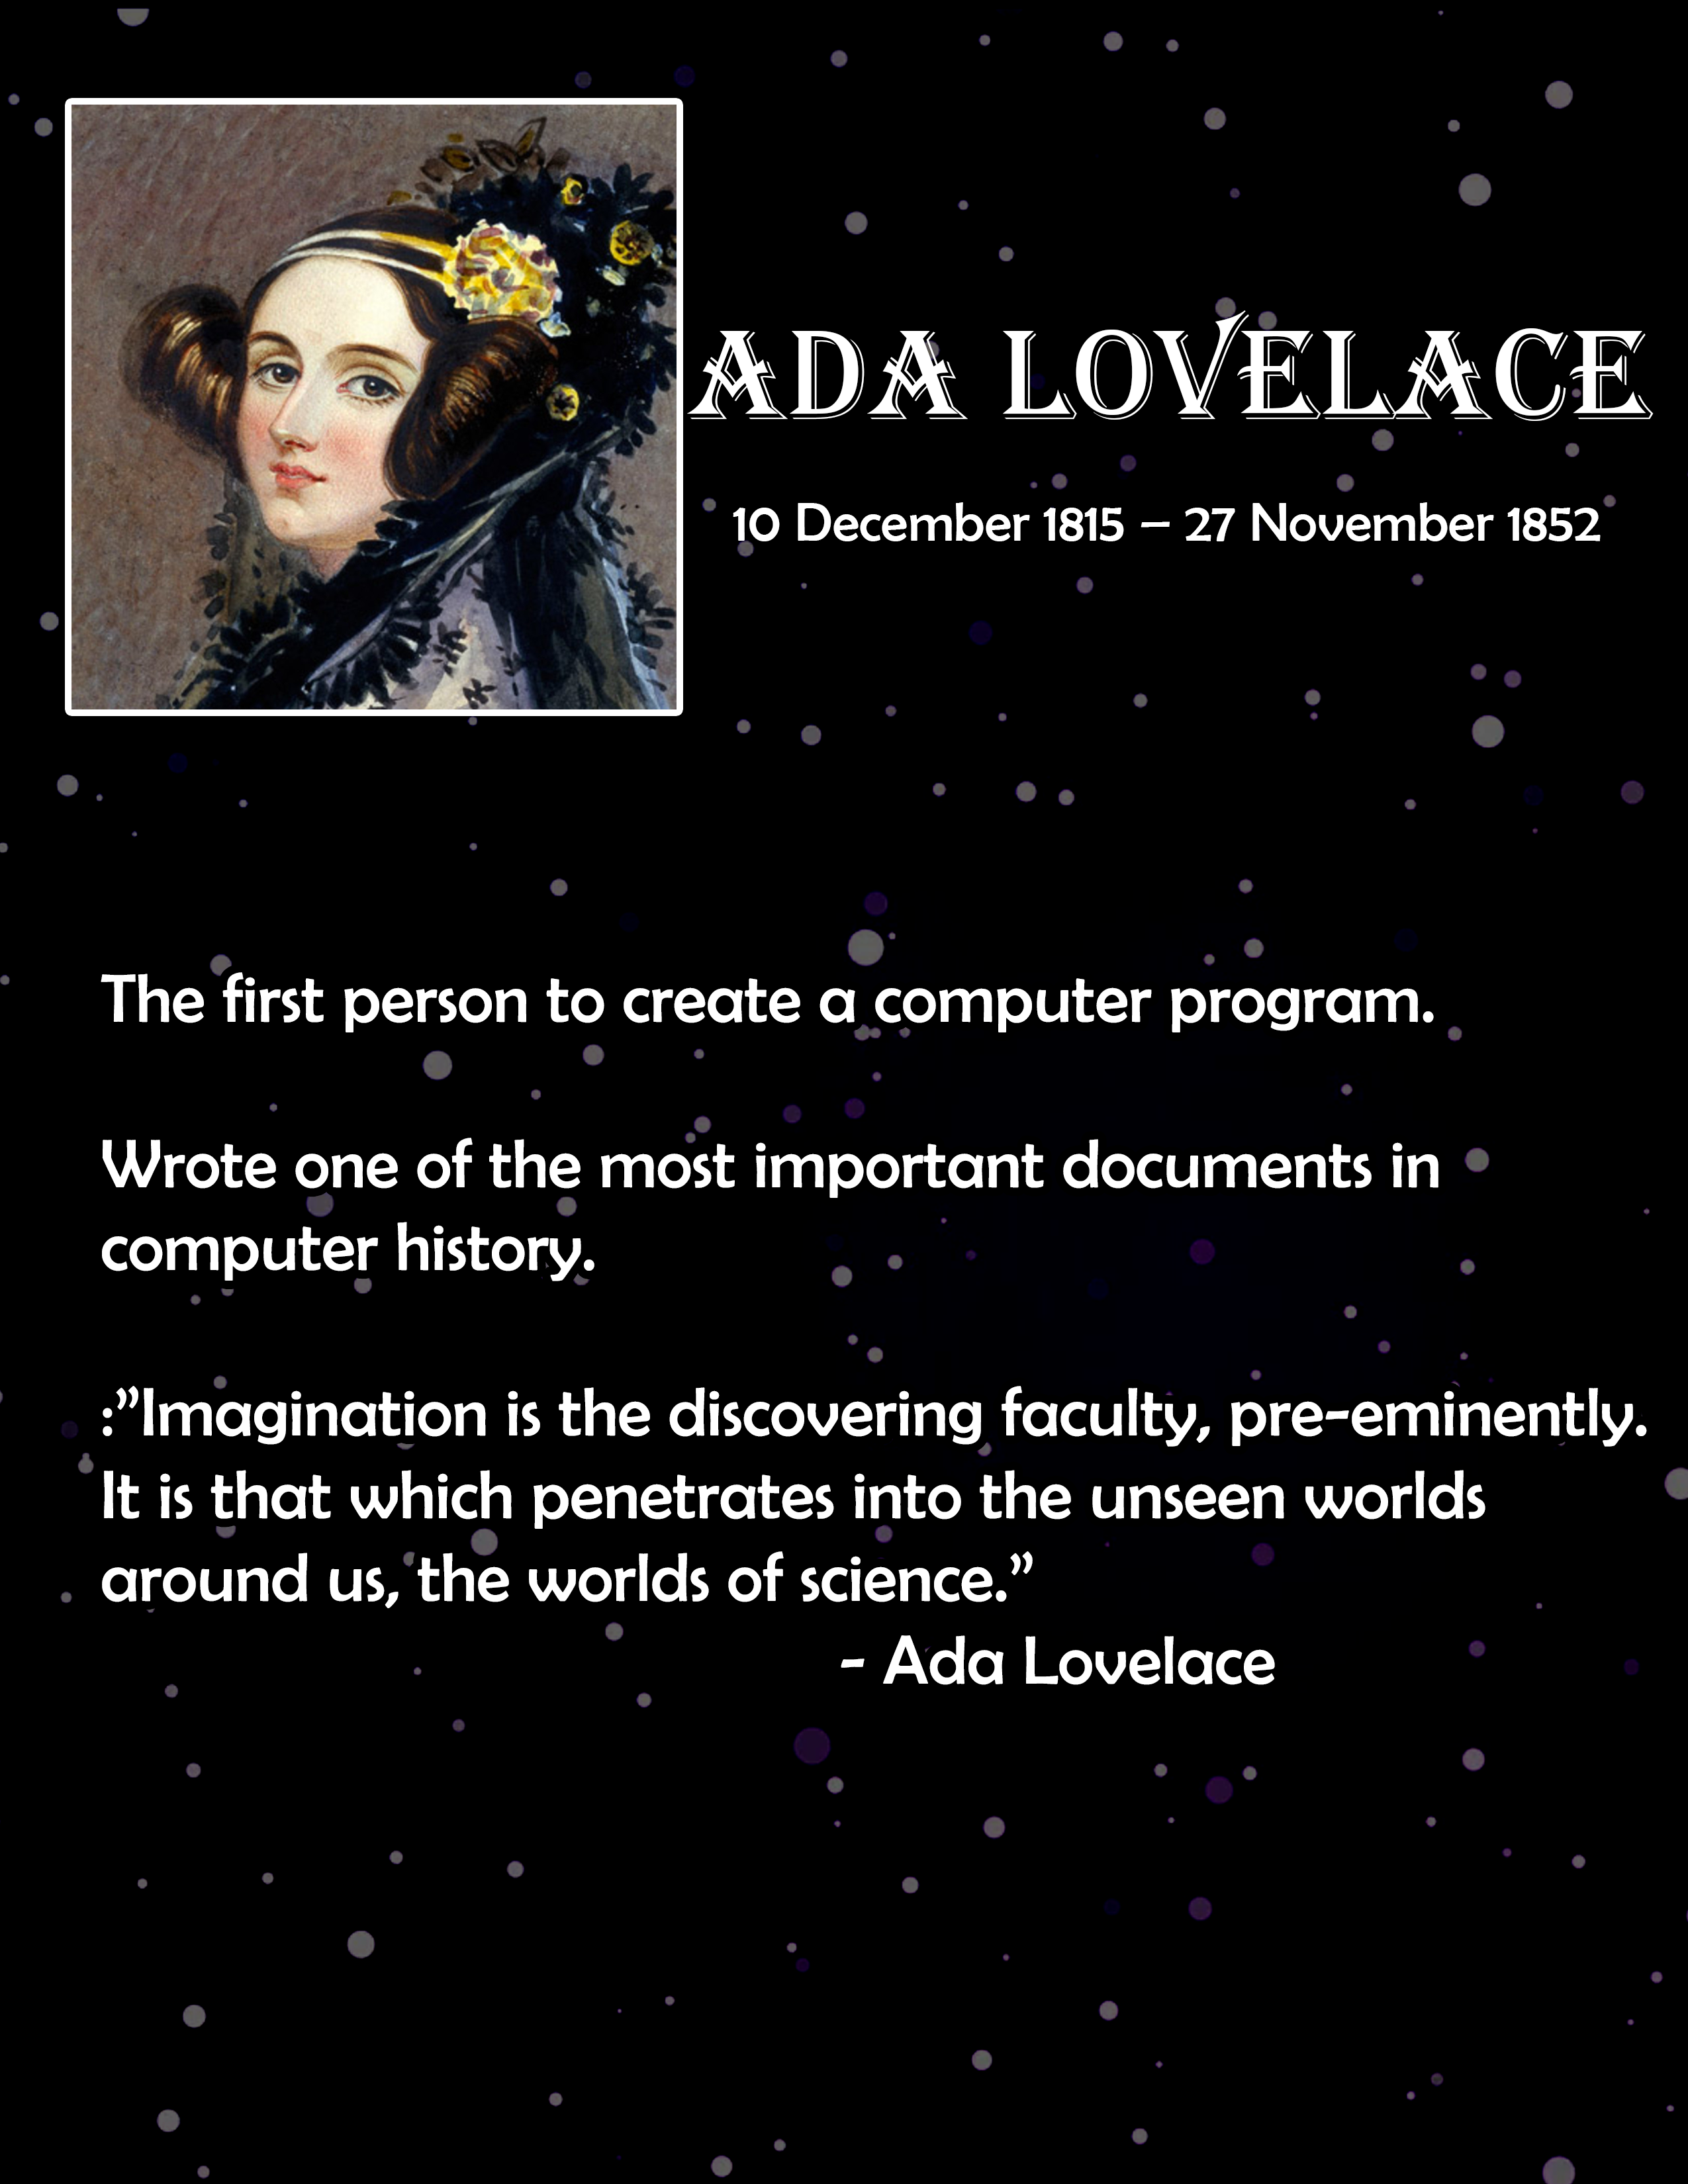 ADA LOVELACE
10 December 1815 – 27 November 1852
The first person to create a computer program.
Wrote one of the most important documents in
computer history.
:”Imagination is the discovering faculty, pre-eminently.
It is that which penetrates into the unseen worlds
around us, the worlds of science.”
- Ada Lovelace